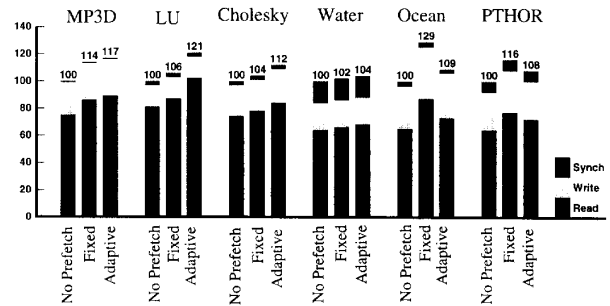 MP3D LU Cholesky Water Ocean PTHOR
140
120
100
80
60
40
20
0
100 114 117
100 106 121
100 104 112
100 102 104
100 129 109
100 116 108
Synch
Write
Read
No Prefetch Fixed Adaptive
No Prefetch Fixed Adaptive
No Prefetch Fixed Adaptive
No Prefetch Fixed Adaptive
No Prefetch Fixed Adaptive
No Prefetch Fixed Adaptive